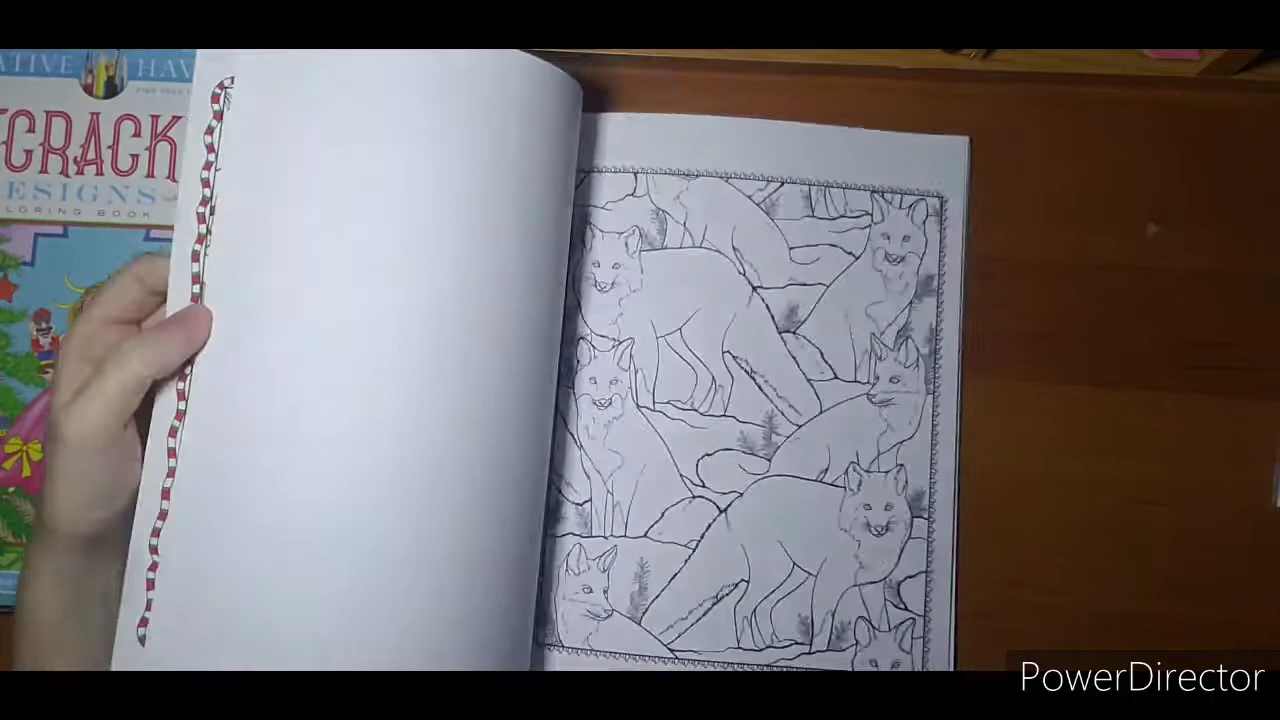 ATIVE HAV
CRACK
ESIGNS
LORING BOOK
PowerDirector